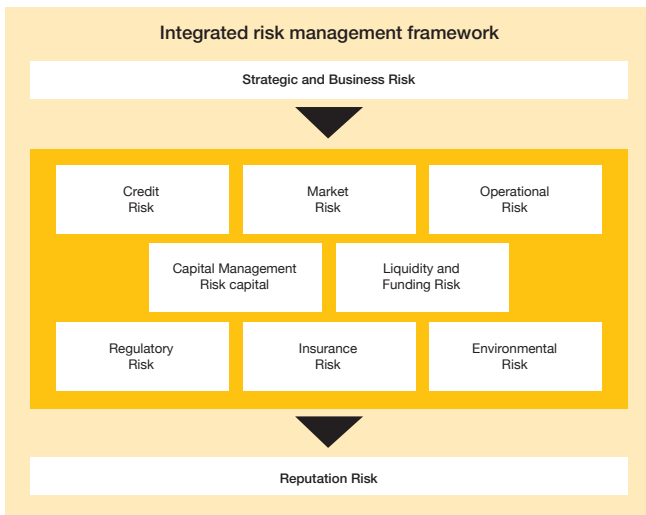 Integrated risk management framework
Strategic and Business Risk
Credit
Risk
Market
Risk
Operational
Risk
Capital Management
Risk capital
Liquidity and
Funding Risk
Regulatory
Risk
Insurance
Risk
Environmental
Risk
Reputation Risk